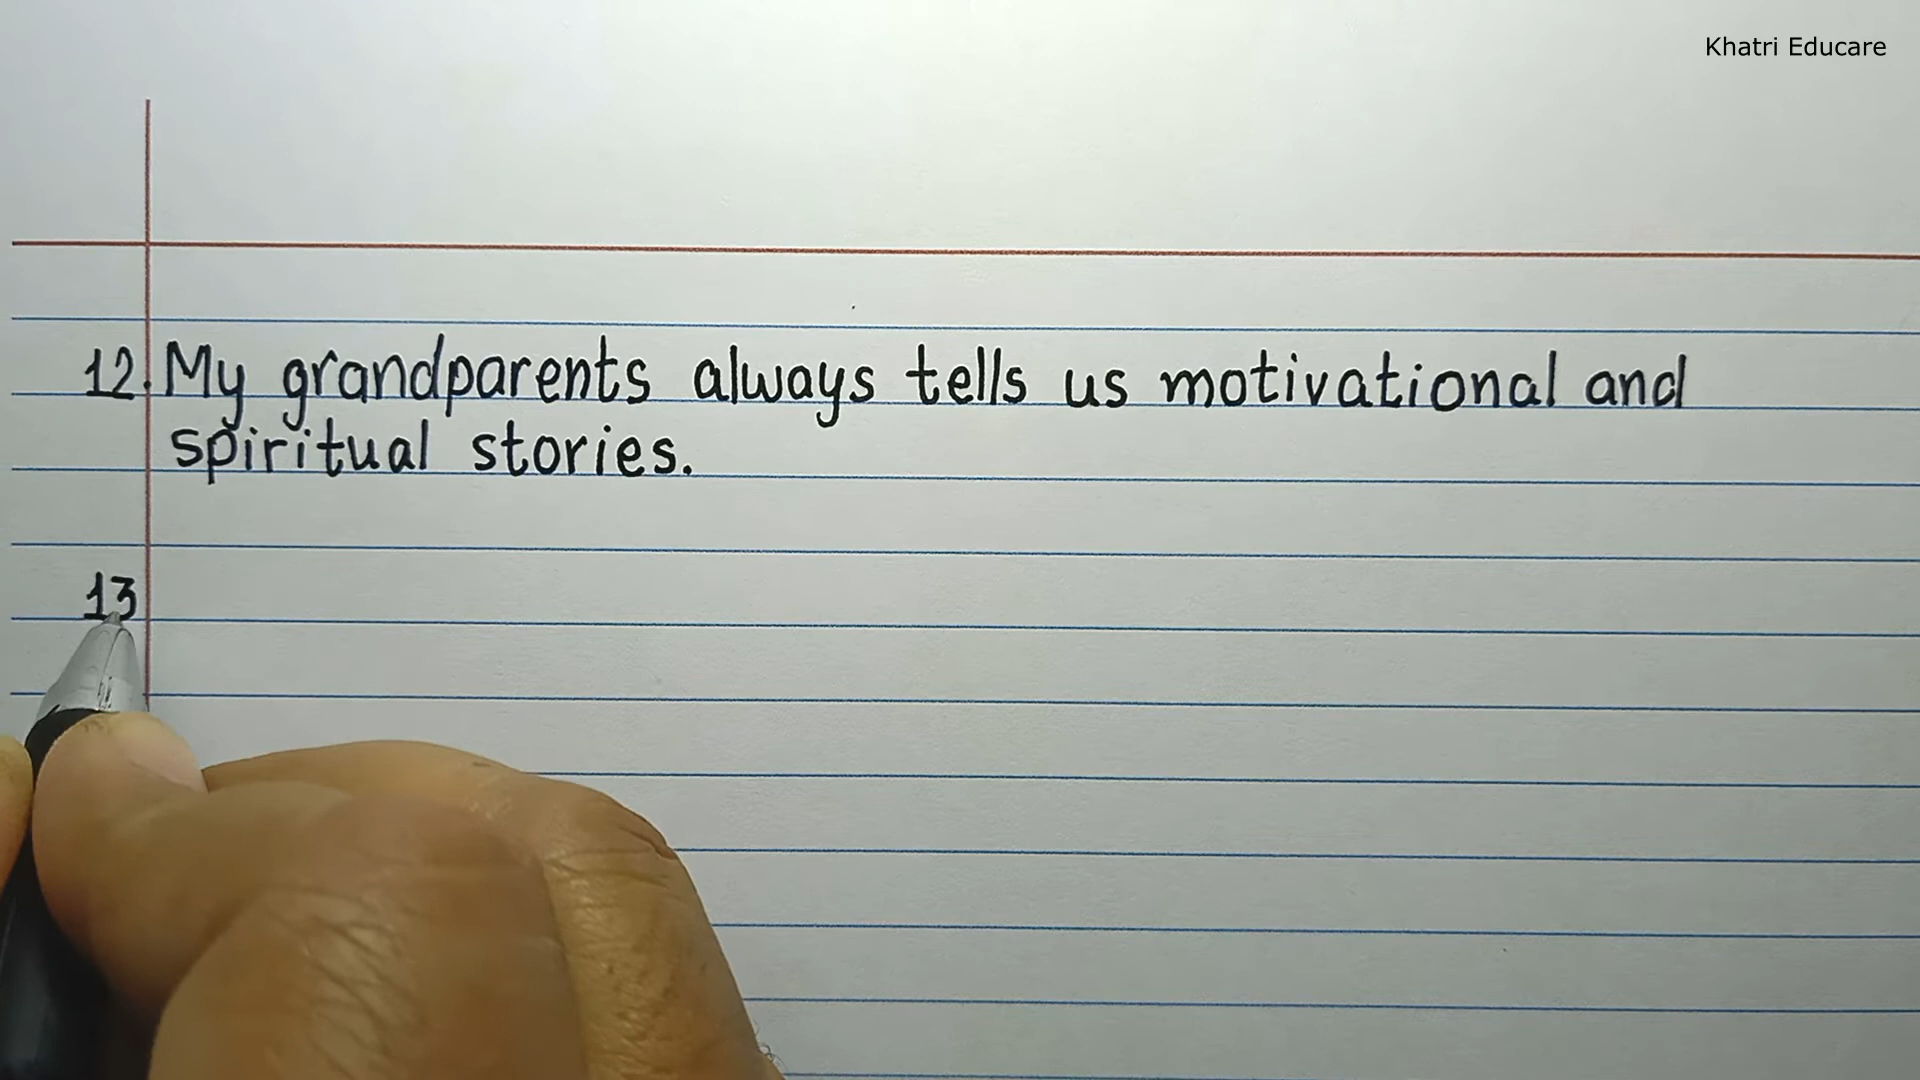 Khatri Educare
12. My grandparents always tells us motivational and
spiritual stories.
13